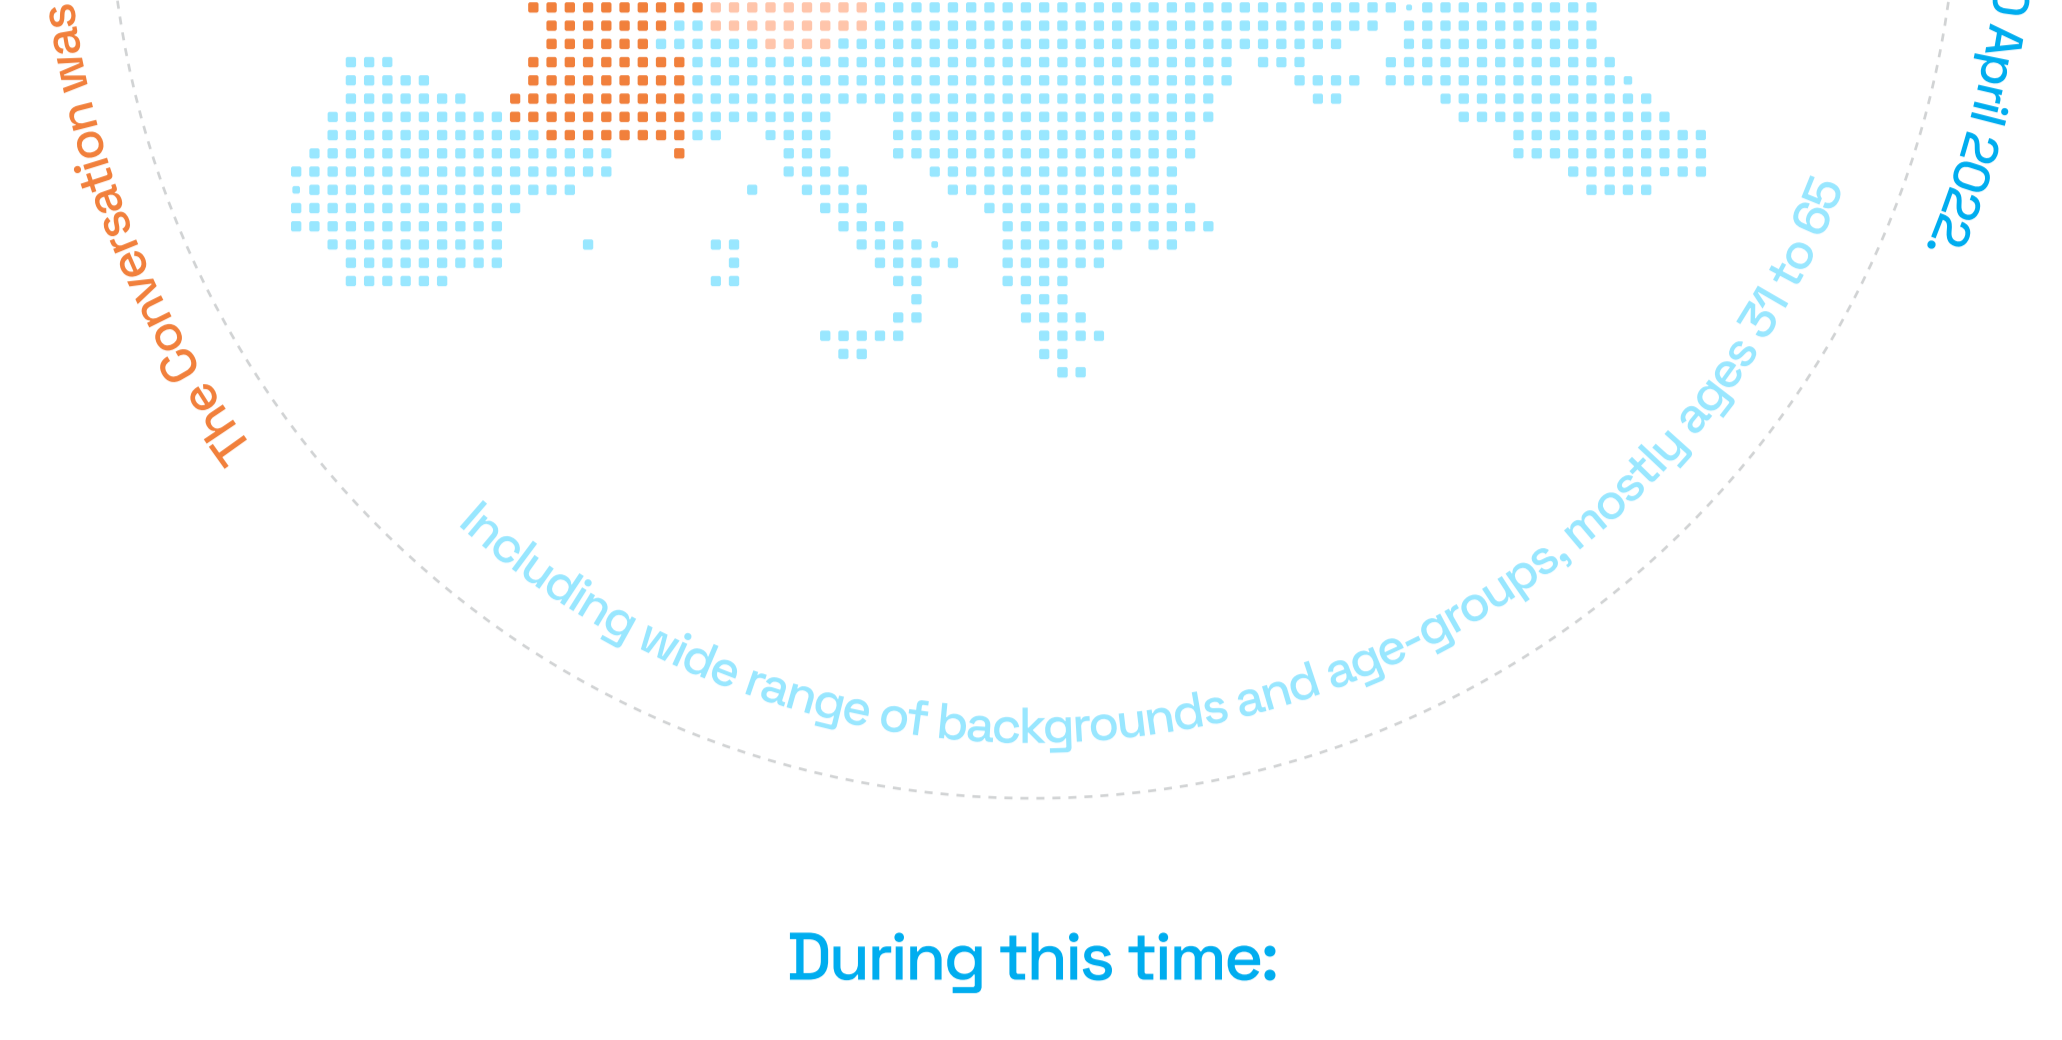 The Conversation was
0 April 2022.
Including wide range of backgrounds and age-groups, mostly ages 31 to 65
During this time: